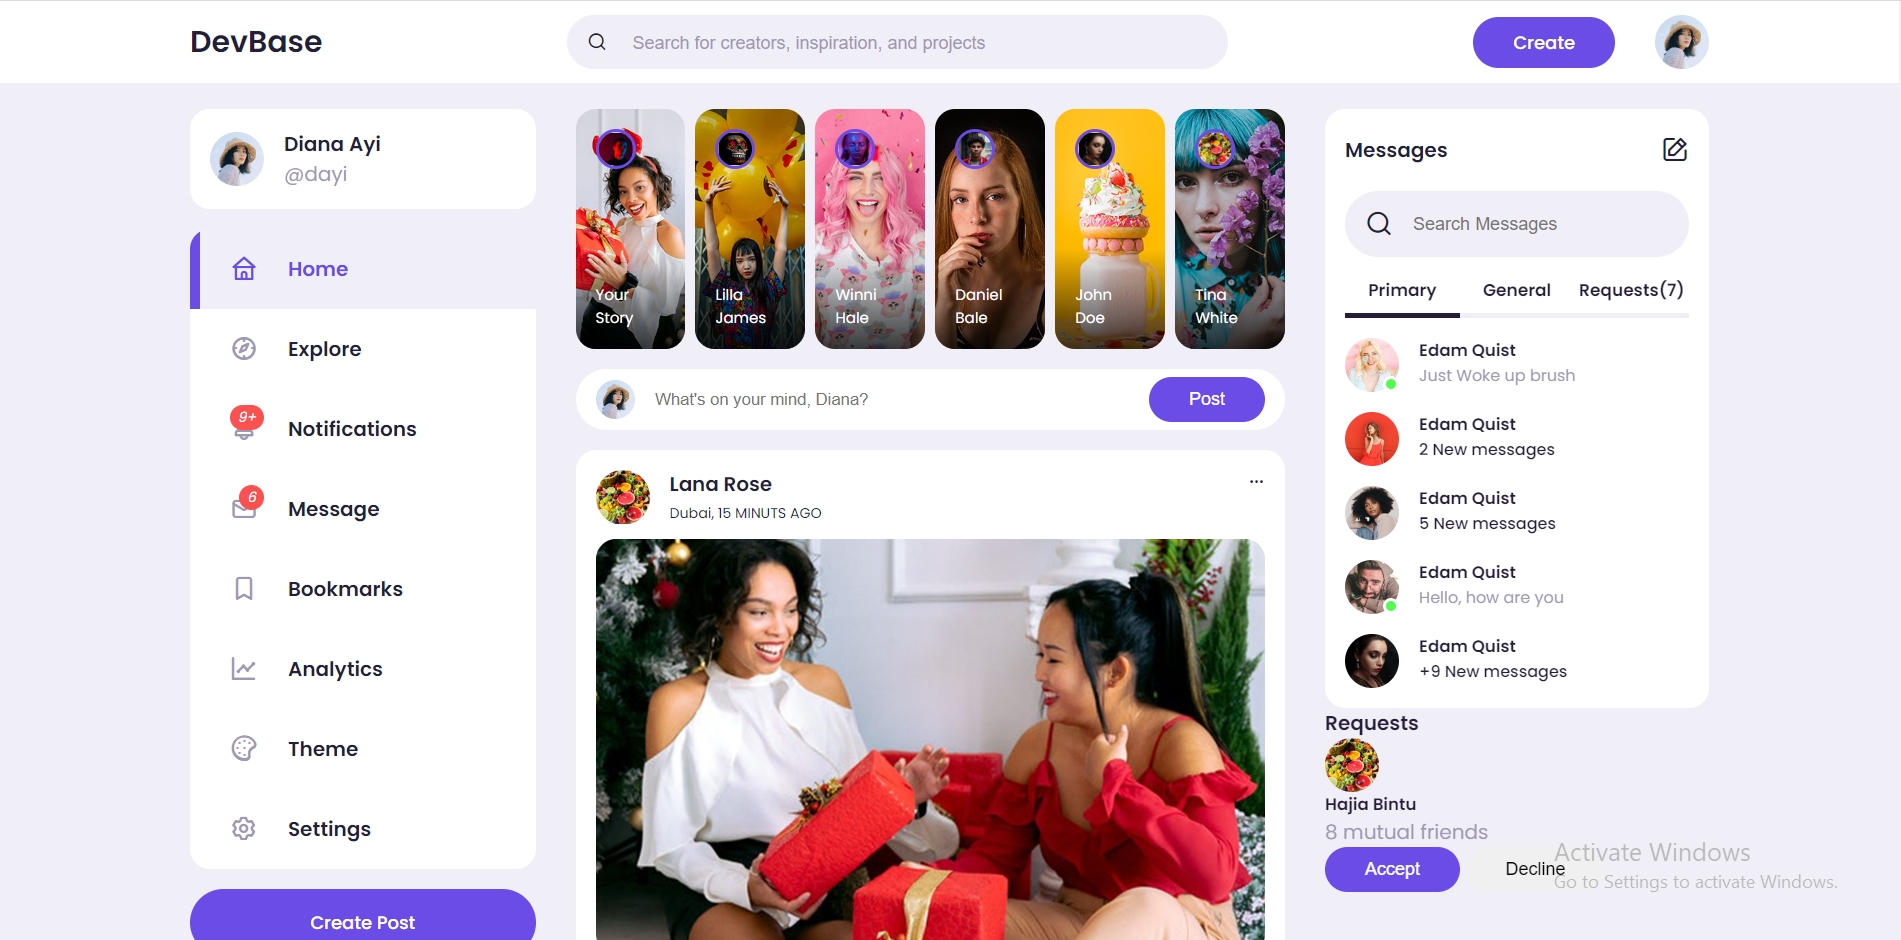 DevBase
Search for creators, inspiration, and projects
Create
Diana Ayi
@dayi
Home
Explore
9+
Notifications
6
Message
Bookmarks
Analytics
Theme
Settings
Create Post
Your
Story
Lilla
James
Winni
Hale
Daniel
Bale
John
Doe
Tina
White
What's on your mind, Diana?
Post
Lana Rose
Dubai, 15 MINUTS AGO
Messages
Search Messages
Primary
General
Requests(7)
Edam Quist
Just Woke up brush
Edam Quist
2 New messages
Edam Quist
5 New messages
Edam Quist
Hello, how are you
Edam Quist
+9 New messages
Requests
Hajia Bintu
8 mutual friends
Accept
Decline
Activate Windows
Go to Settings to activate Windows.